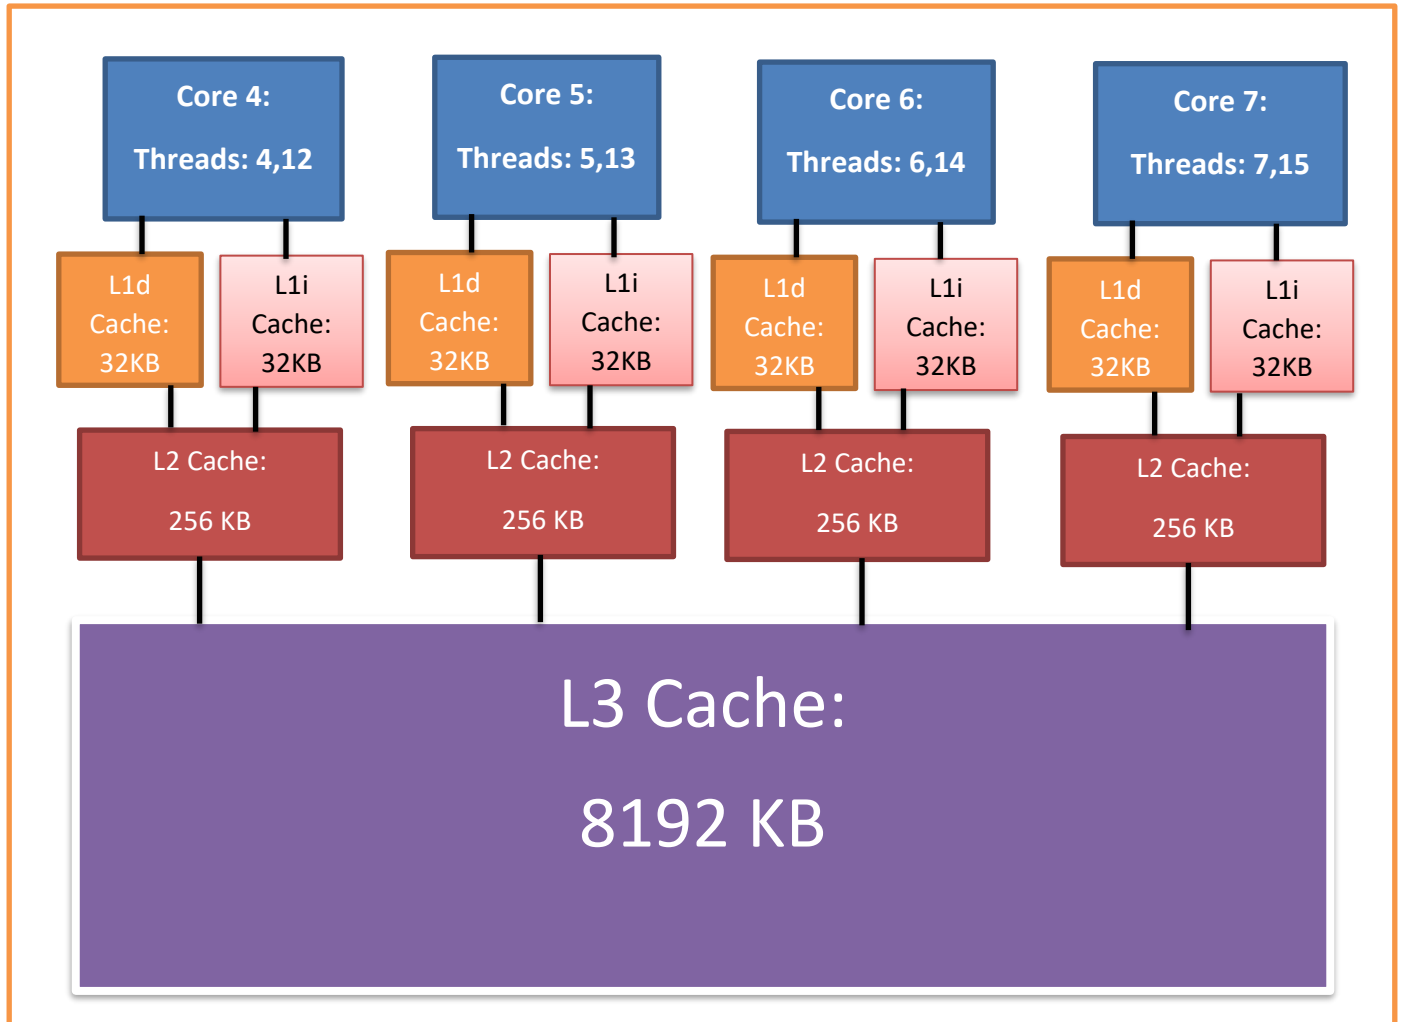 Core 4:
Threads: 4,12
Core 5:
Threads: 5,13
Core 6:
Threads: 6,14
Core 7:
Threads: 7,15
L1d
Cache:
32KB
L1i
Cache:
32KB
L1d
Cache:
32KB
L1i
Cache:
32KB
L1d
Cache:
32KB
L1i
Cache:
32KB
L1d
Cache:
32KB
L1i
Cache:
32KB
L2 Cache:
256 KB
L2 Cache:
256 KB
L2 Cache:
256 KB
L2 Cache:
256 KB
L3 Cache:
8192 KB